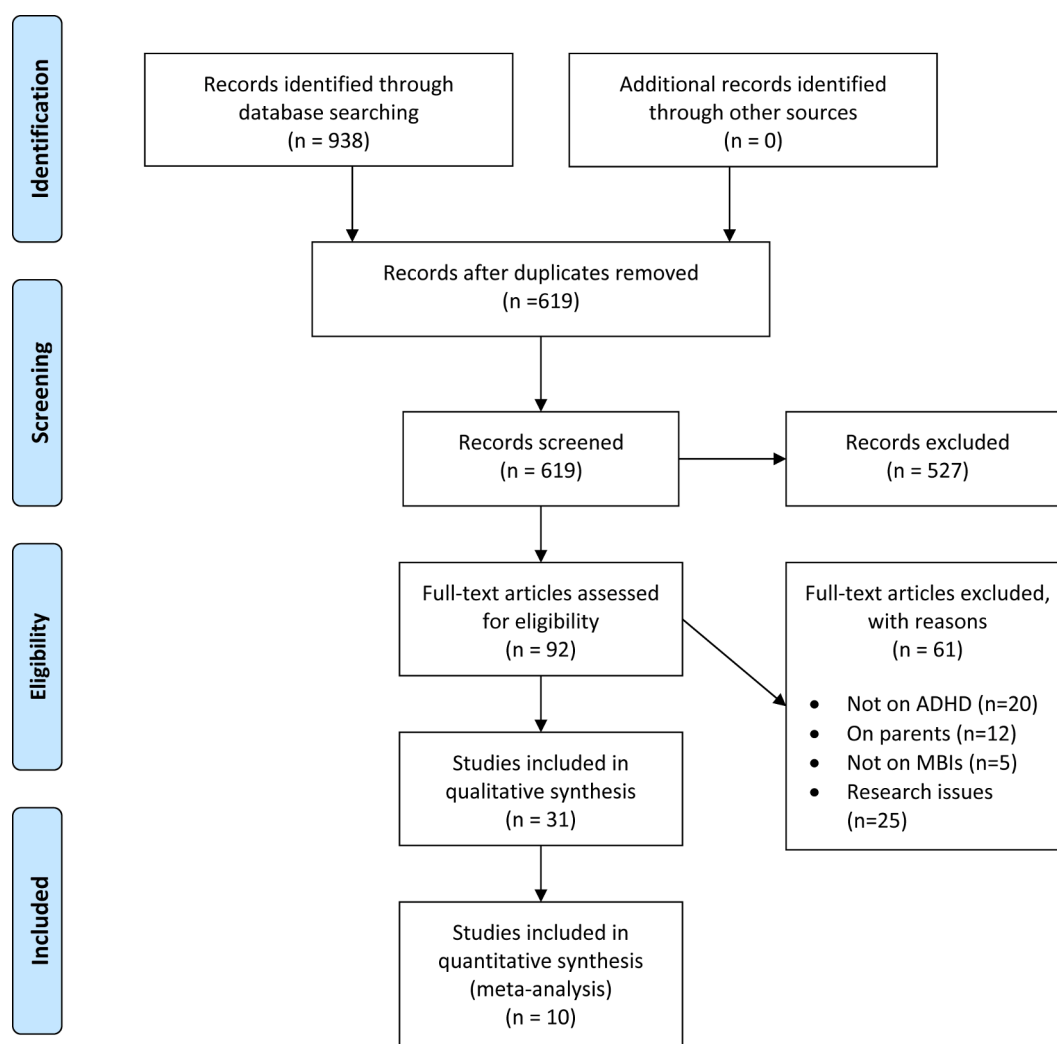 Identification
Records identified through
database searching
(n = 938)
Additional records identified
through other sources
(n = 0)
Records after duplicates removed
(n =619)
Screening
Records screened
(n = 619)
Records excluded
(n = 527)
Eligibility
Full-text articles assessed
for eligibility
(n = 92)
Full-text articles excluded,
with reasons
(n = 61)
• Not on ADHD (n=20)
• On parents (n=12)
• Not on MBIs (n=5)
• Research issues
(n=25)
Studies included in
qualitative synthesis
(n = 31)
Included
Studies included in
quantitative synthesis
(meta-analysis)
(n = 10)